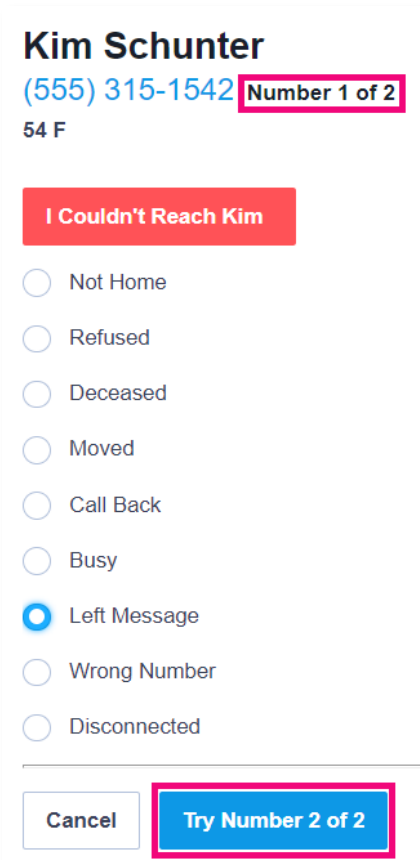 Kim Schunter
(555) 315-1542 Number 1 of 2
54 F
I Couldn't Reach Kim
Not Home
Refused
Deceased
Moved
Call Back
Busy
Left Message
Wrong Number
Disconnected
Cancel Try Number 2 of 2